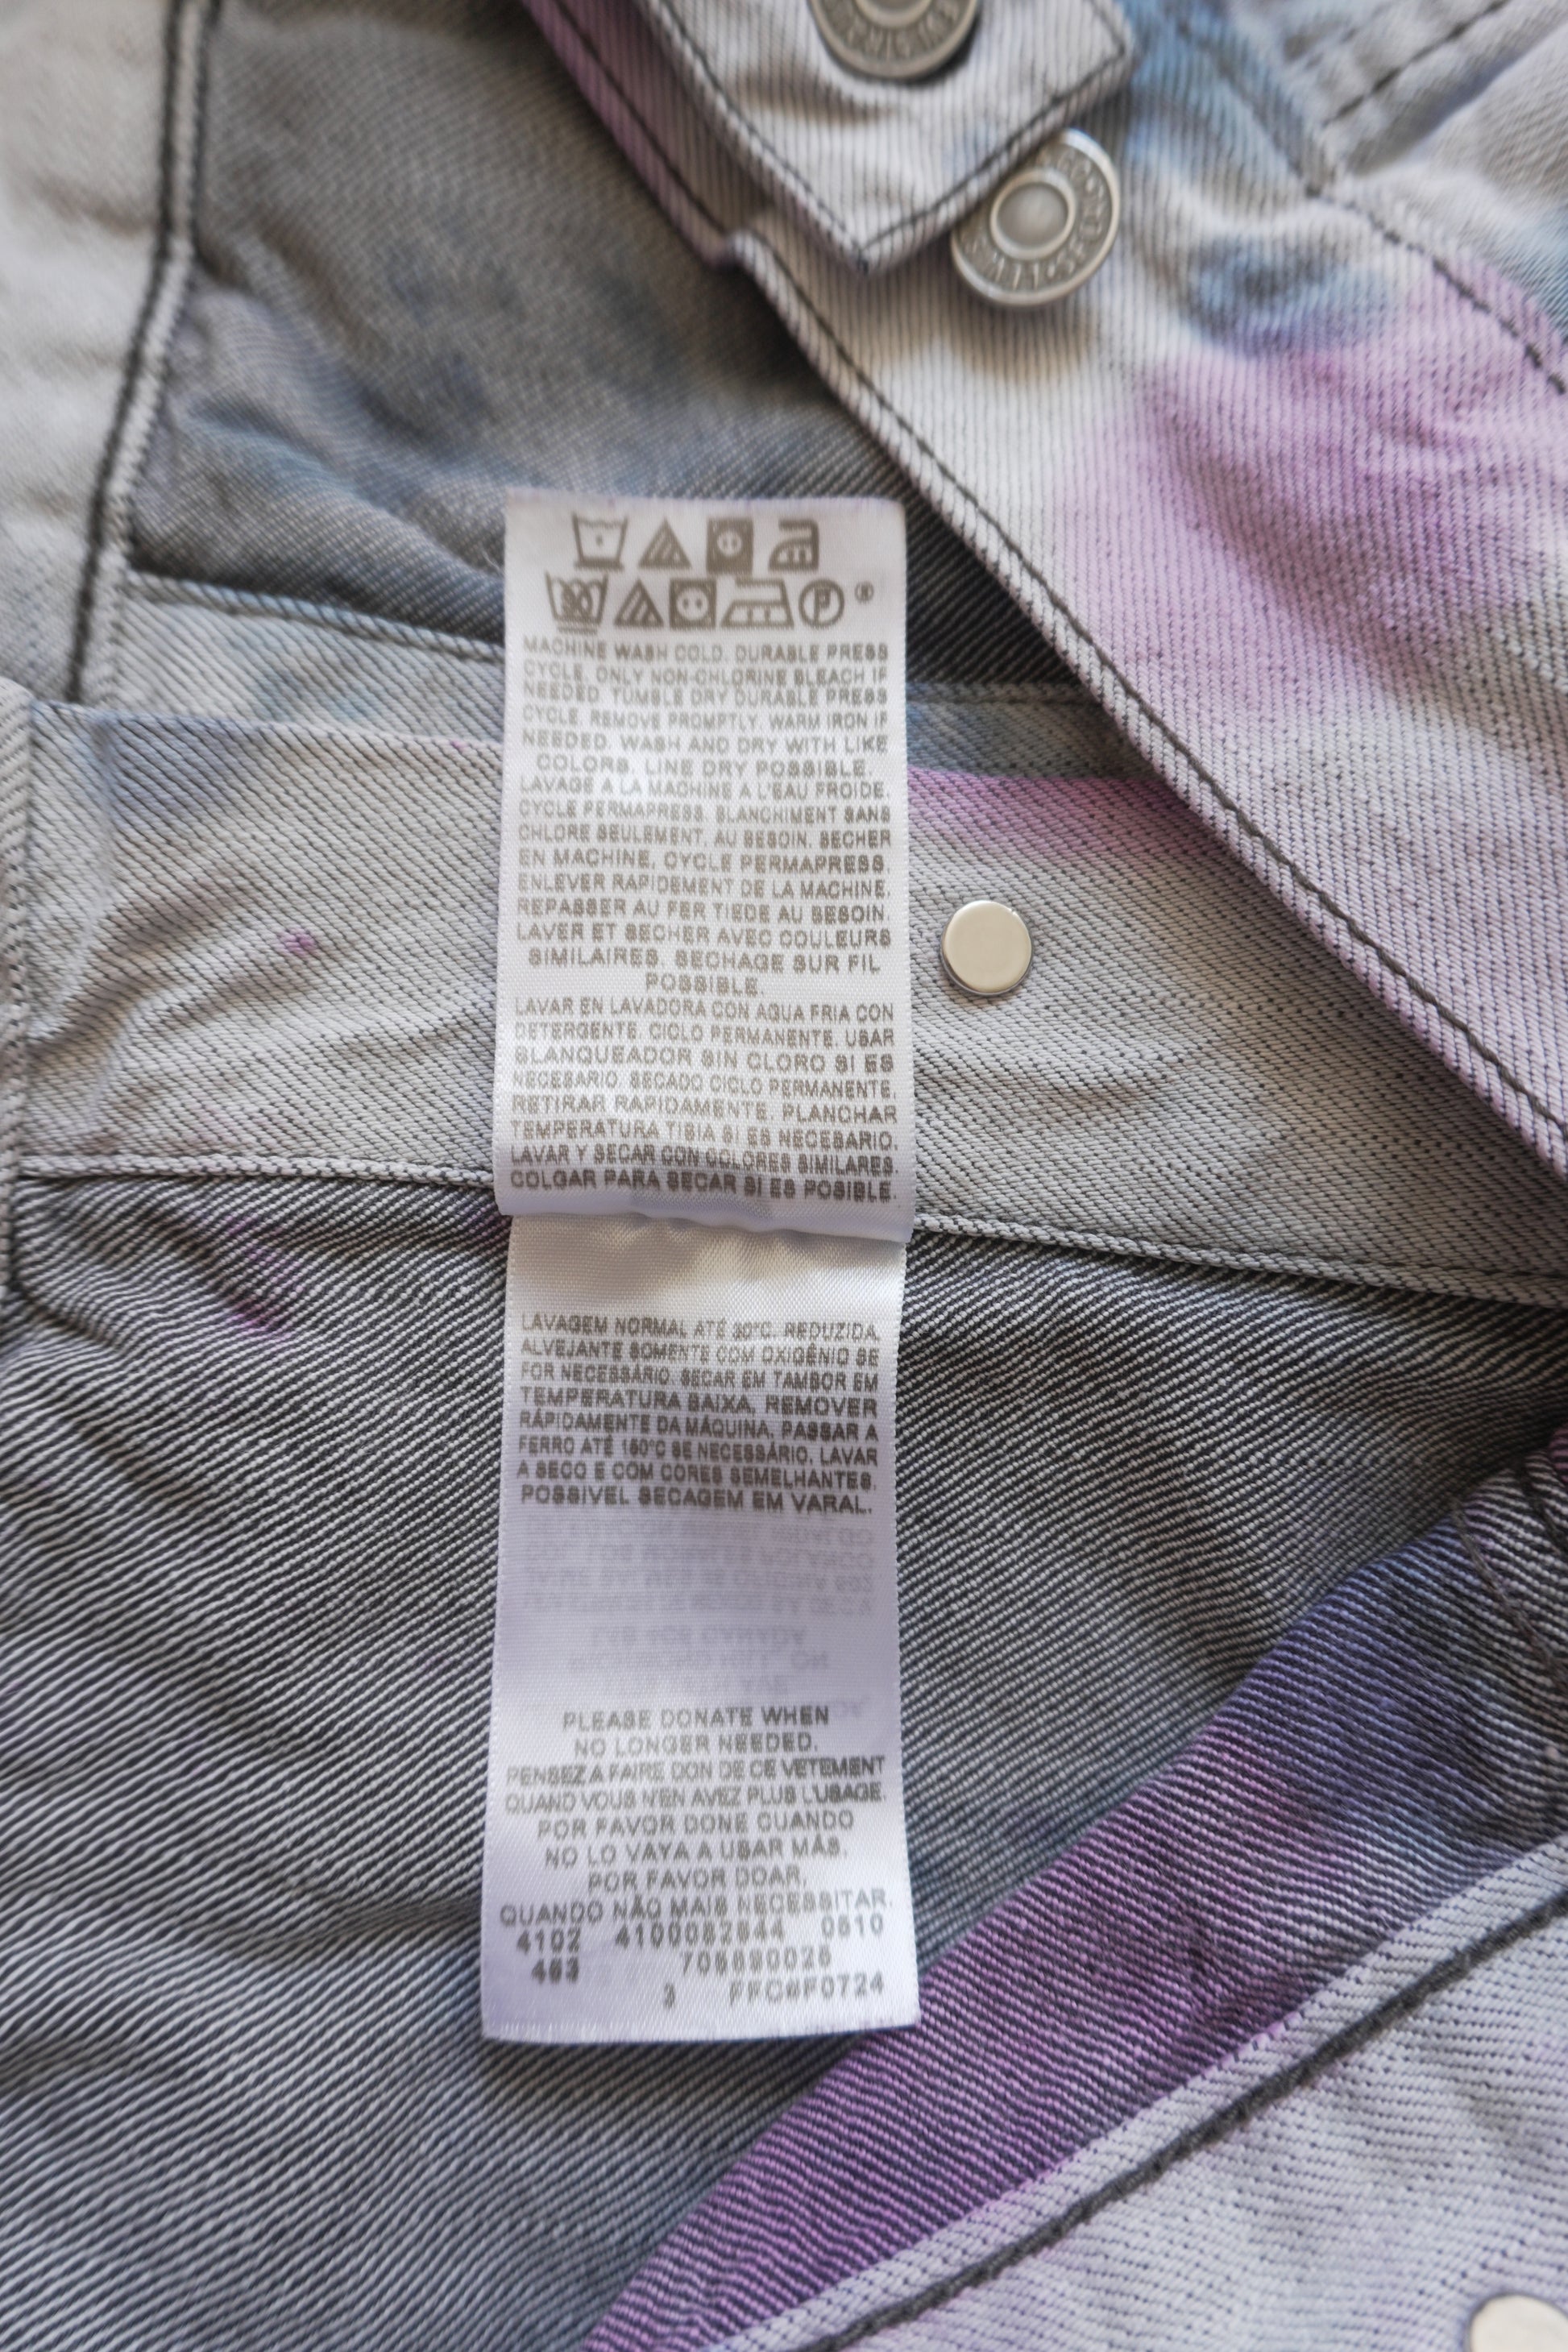 30
P
®
MACHINE WASH COLD. DURABLE PRESS
CYCLE. ONLY NON-CHLORINE BLEACH IF
NEEDED. TUMBLE DRY DURABLE PRESS
CYCLE. REMOVE PROMPTLY. WARM IRON IF
NEEDED. WASH AND DRY WITH LIKE
COLORS. LINE DRY POSSIBLE.
LAVAGE A LA MACHINE A L'EAU FROIDE.
CYCLE PERMAPRESS. BLANCHIMENT SANS
CHLORE SEULEMENT, AU BESOIN. SECHER
EN MACHINE, CYCLE PERMAPRESS.
ENLEVER RAPIDEMENT DE LA MACHINE.
REPASSER AU FER TIEDE AU BESOIN.
LAVER ET SECHER AVEC COULEURS
SIMILAIRES. SECHAGE SUR FIL
POSSIBLE.
LAVAR EN LAVADORA CON AGUA FRIA CON
DETERGENTE. CICLO PERMANENTE. USAR
BLANQUEADOR SIN CLORO SI ES
NECESARIO. SECADO CICLO PERMANENTE.
RETIRAR RAPIDAMENTE. PLANCHAR
TEMPERATURA TIBIA SI ES NECESARIO.
LAVAR Y SECAR CON COLORES SIMILARES.
COLGAR PARA SECAR SI ES POSIBLE.
LAVAGEM NORMAL ATÉ 30°C. REDUZIDA.
ALVEJANTE SOMENTE COM OXIGÊNIO SE
FOR NECESSÁRIO. SECAR EM TAMBOR EM
TEMPERATURA BAIXA, REMOVER
RÁPIDAMENTE DA MÁQUINA, PASSAR A
FERRO ATÉ 150°C SE NECESSÁRIO. LAVAR
A SECO E COM CORES SEMELHANTES.
POSSIVEL SECAGEM EM VARAL.
PLEASE DONATE WHEN
NO LONGER NEEDED.
PENSEZ A FAIRE DON DE CE VETEMENT
QUAND VOUS N'EN AVEZ PLUS L'USAGE.
POR FAVOR DONE CUANDO
NO LO VAYA A USAR MÁS.
POR FAVOR DOAR,
QUANDO NÃO MAIS NECESSITAR.
4102 4100082844 0510
463 705690026
3 FFC6F0724